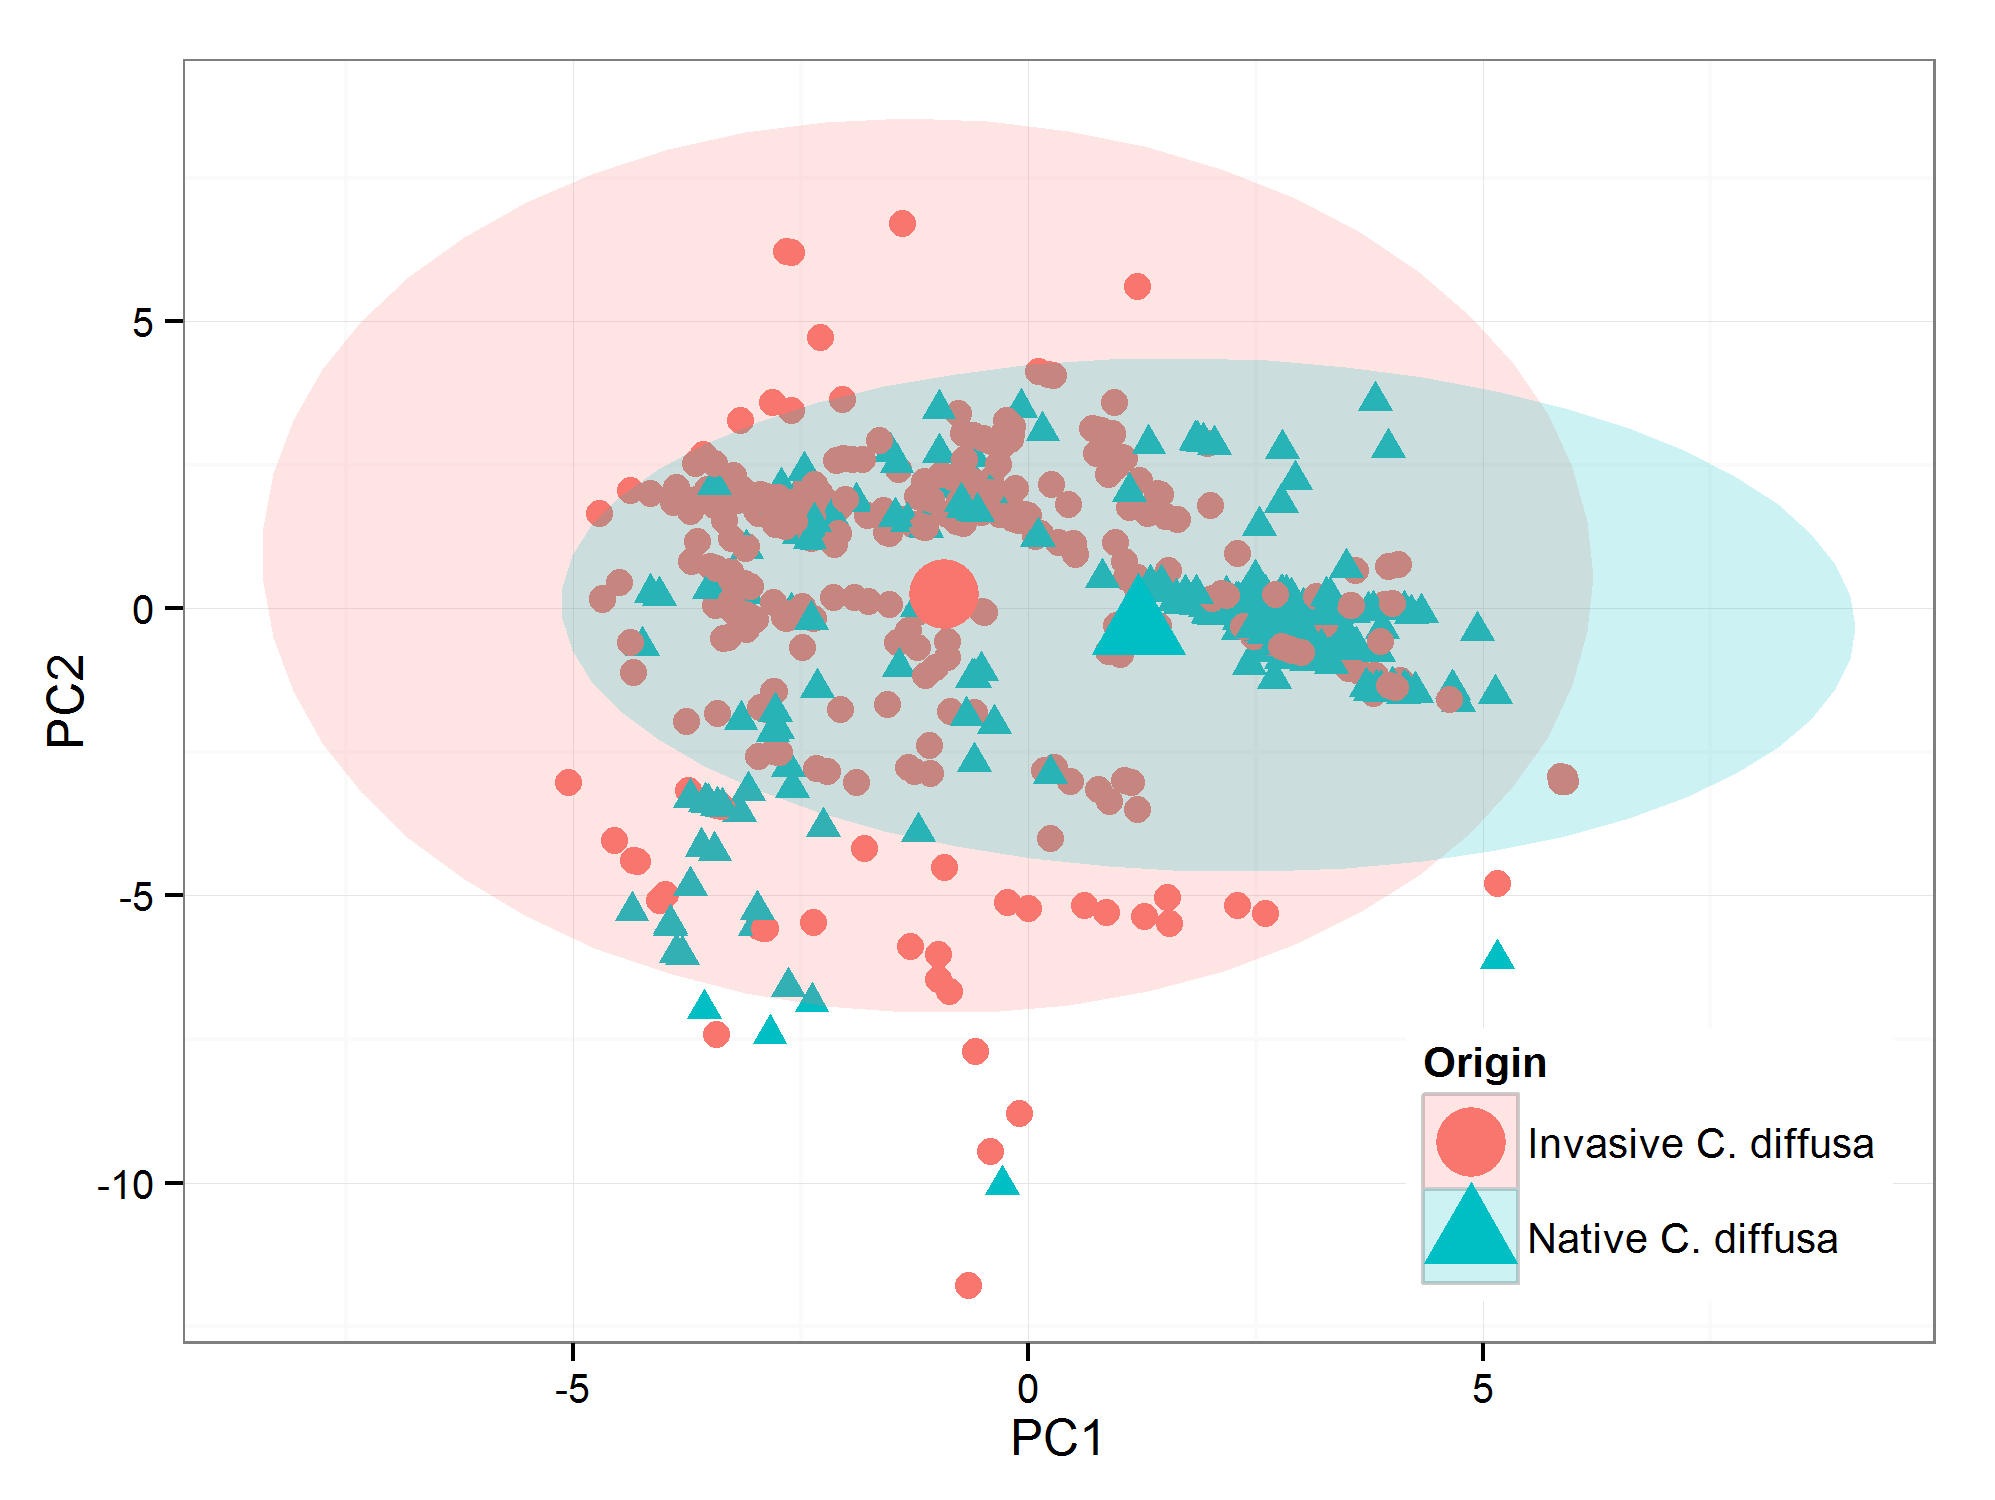 5
0
-5
-10
PC2
-5 0 5
PC1
Origin
Invasive C. diffusa
Native C. diffusa